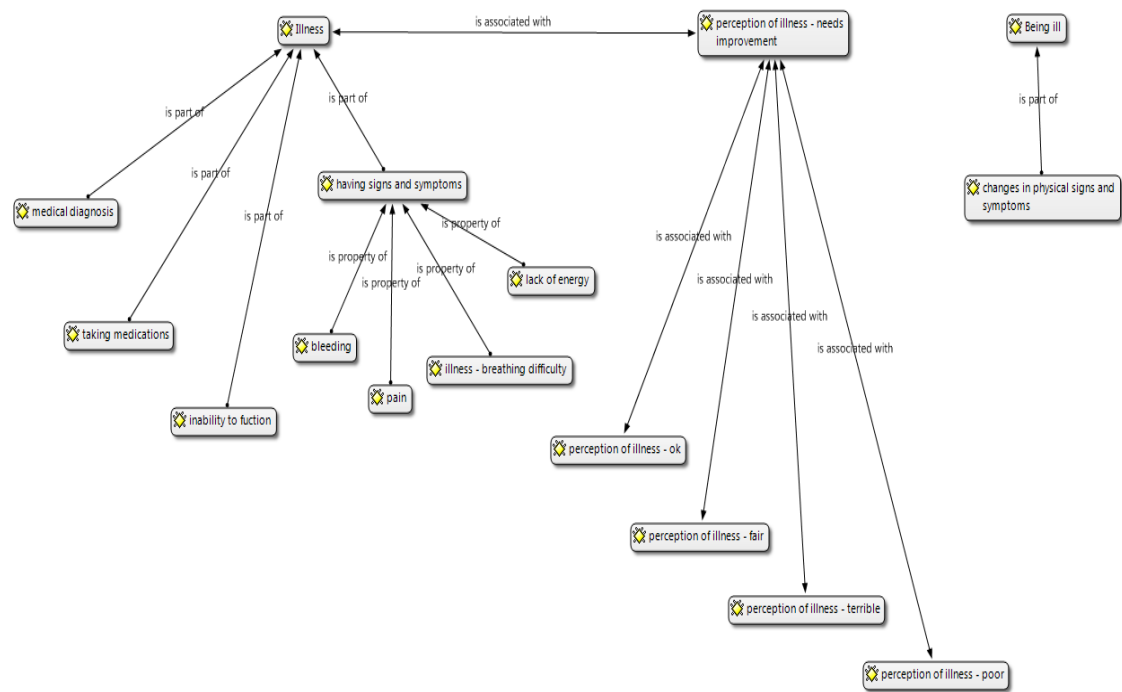 Illness
is associated with
perception of illness - needs
improvement
Being ill
is part of
is part of
is part of
is part of
is part of
medical diagnosis
having signs and symptoms
changes in physical signs and
symptoms
is property of
is property of
is property of
is property of
lack of energy
taking medications
bleeding
illness - breathing difficulty
pain
inability to fuction
is associated with
is associated with
is associated with
is associated with
perception of illness - ok
perception of illness - fair
perception of illness - terrible
perception of illness - poor